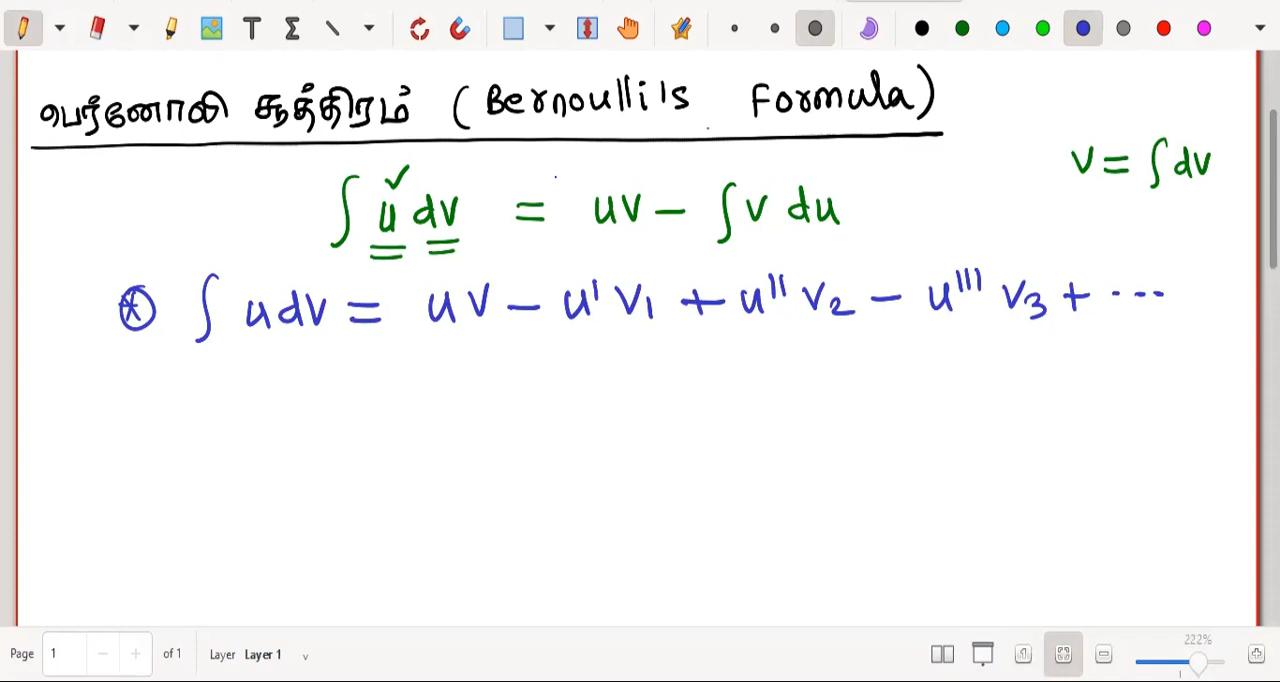 பெர்னோலி சூத்திரம் (Bernoulli's Formula)
v = ∫dv
∫ u dv = uv - ∫v du
∫ u dv = uv - u' v₁ + u'' v₂ - u''' v₃ + ...
Page 1 of 1 Layer Layer 1 222%